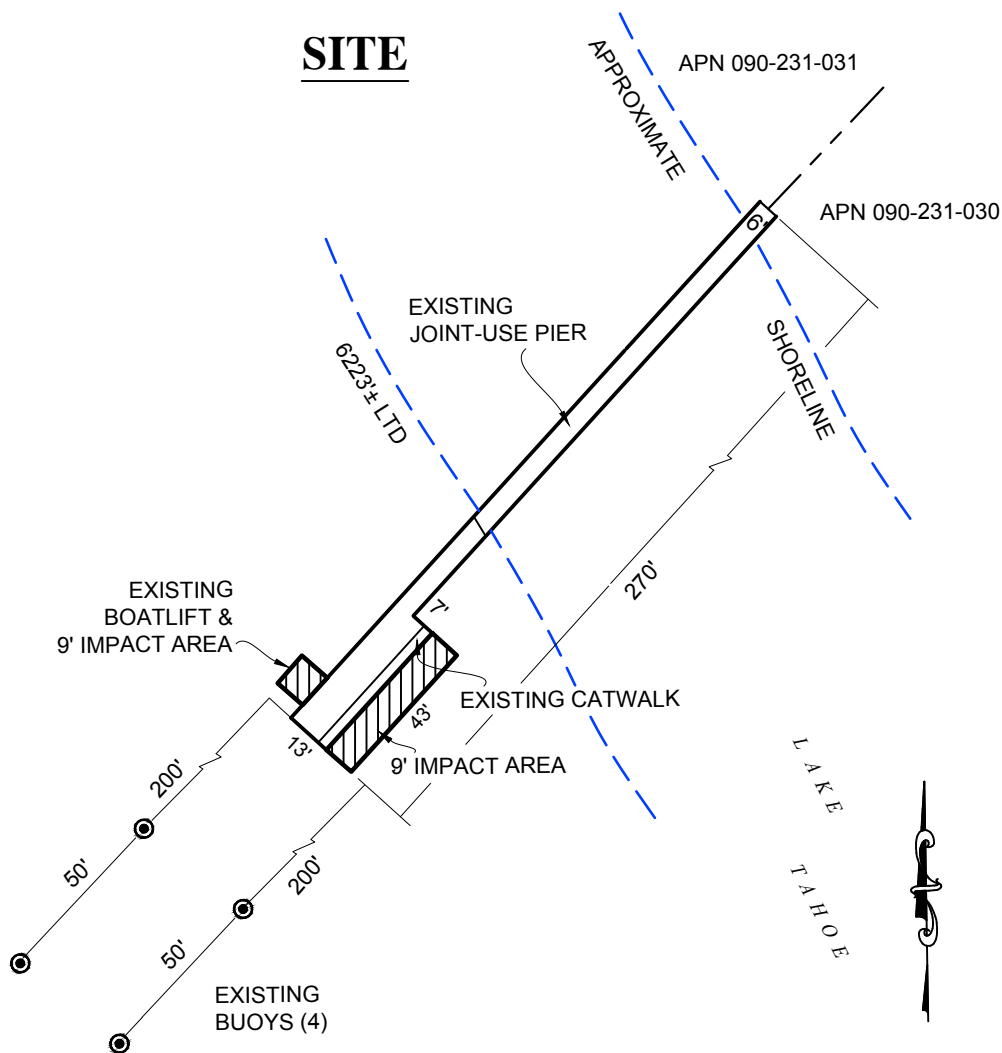 SITE
APN 090-231-031
APPROXIMATE
APN 090-231-030
6'
EXISTING
JOINT-USE PIER
6223'± LTD
SHORELINE
270'
EXISTING
BOATLIFT &
9' IMPACT AREA
7'
EXISTING CATWALK
43'
13'
9' IMPACT AREA
200'
50'
200'
50'
EXISTING
BUOYS (4)
LAKE
TAHOE